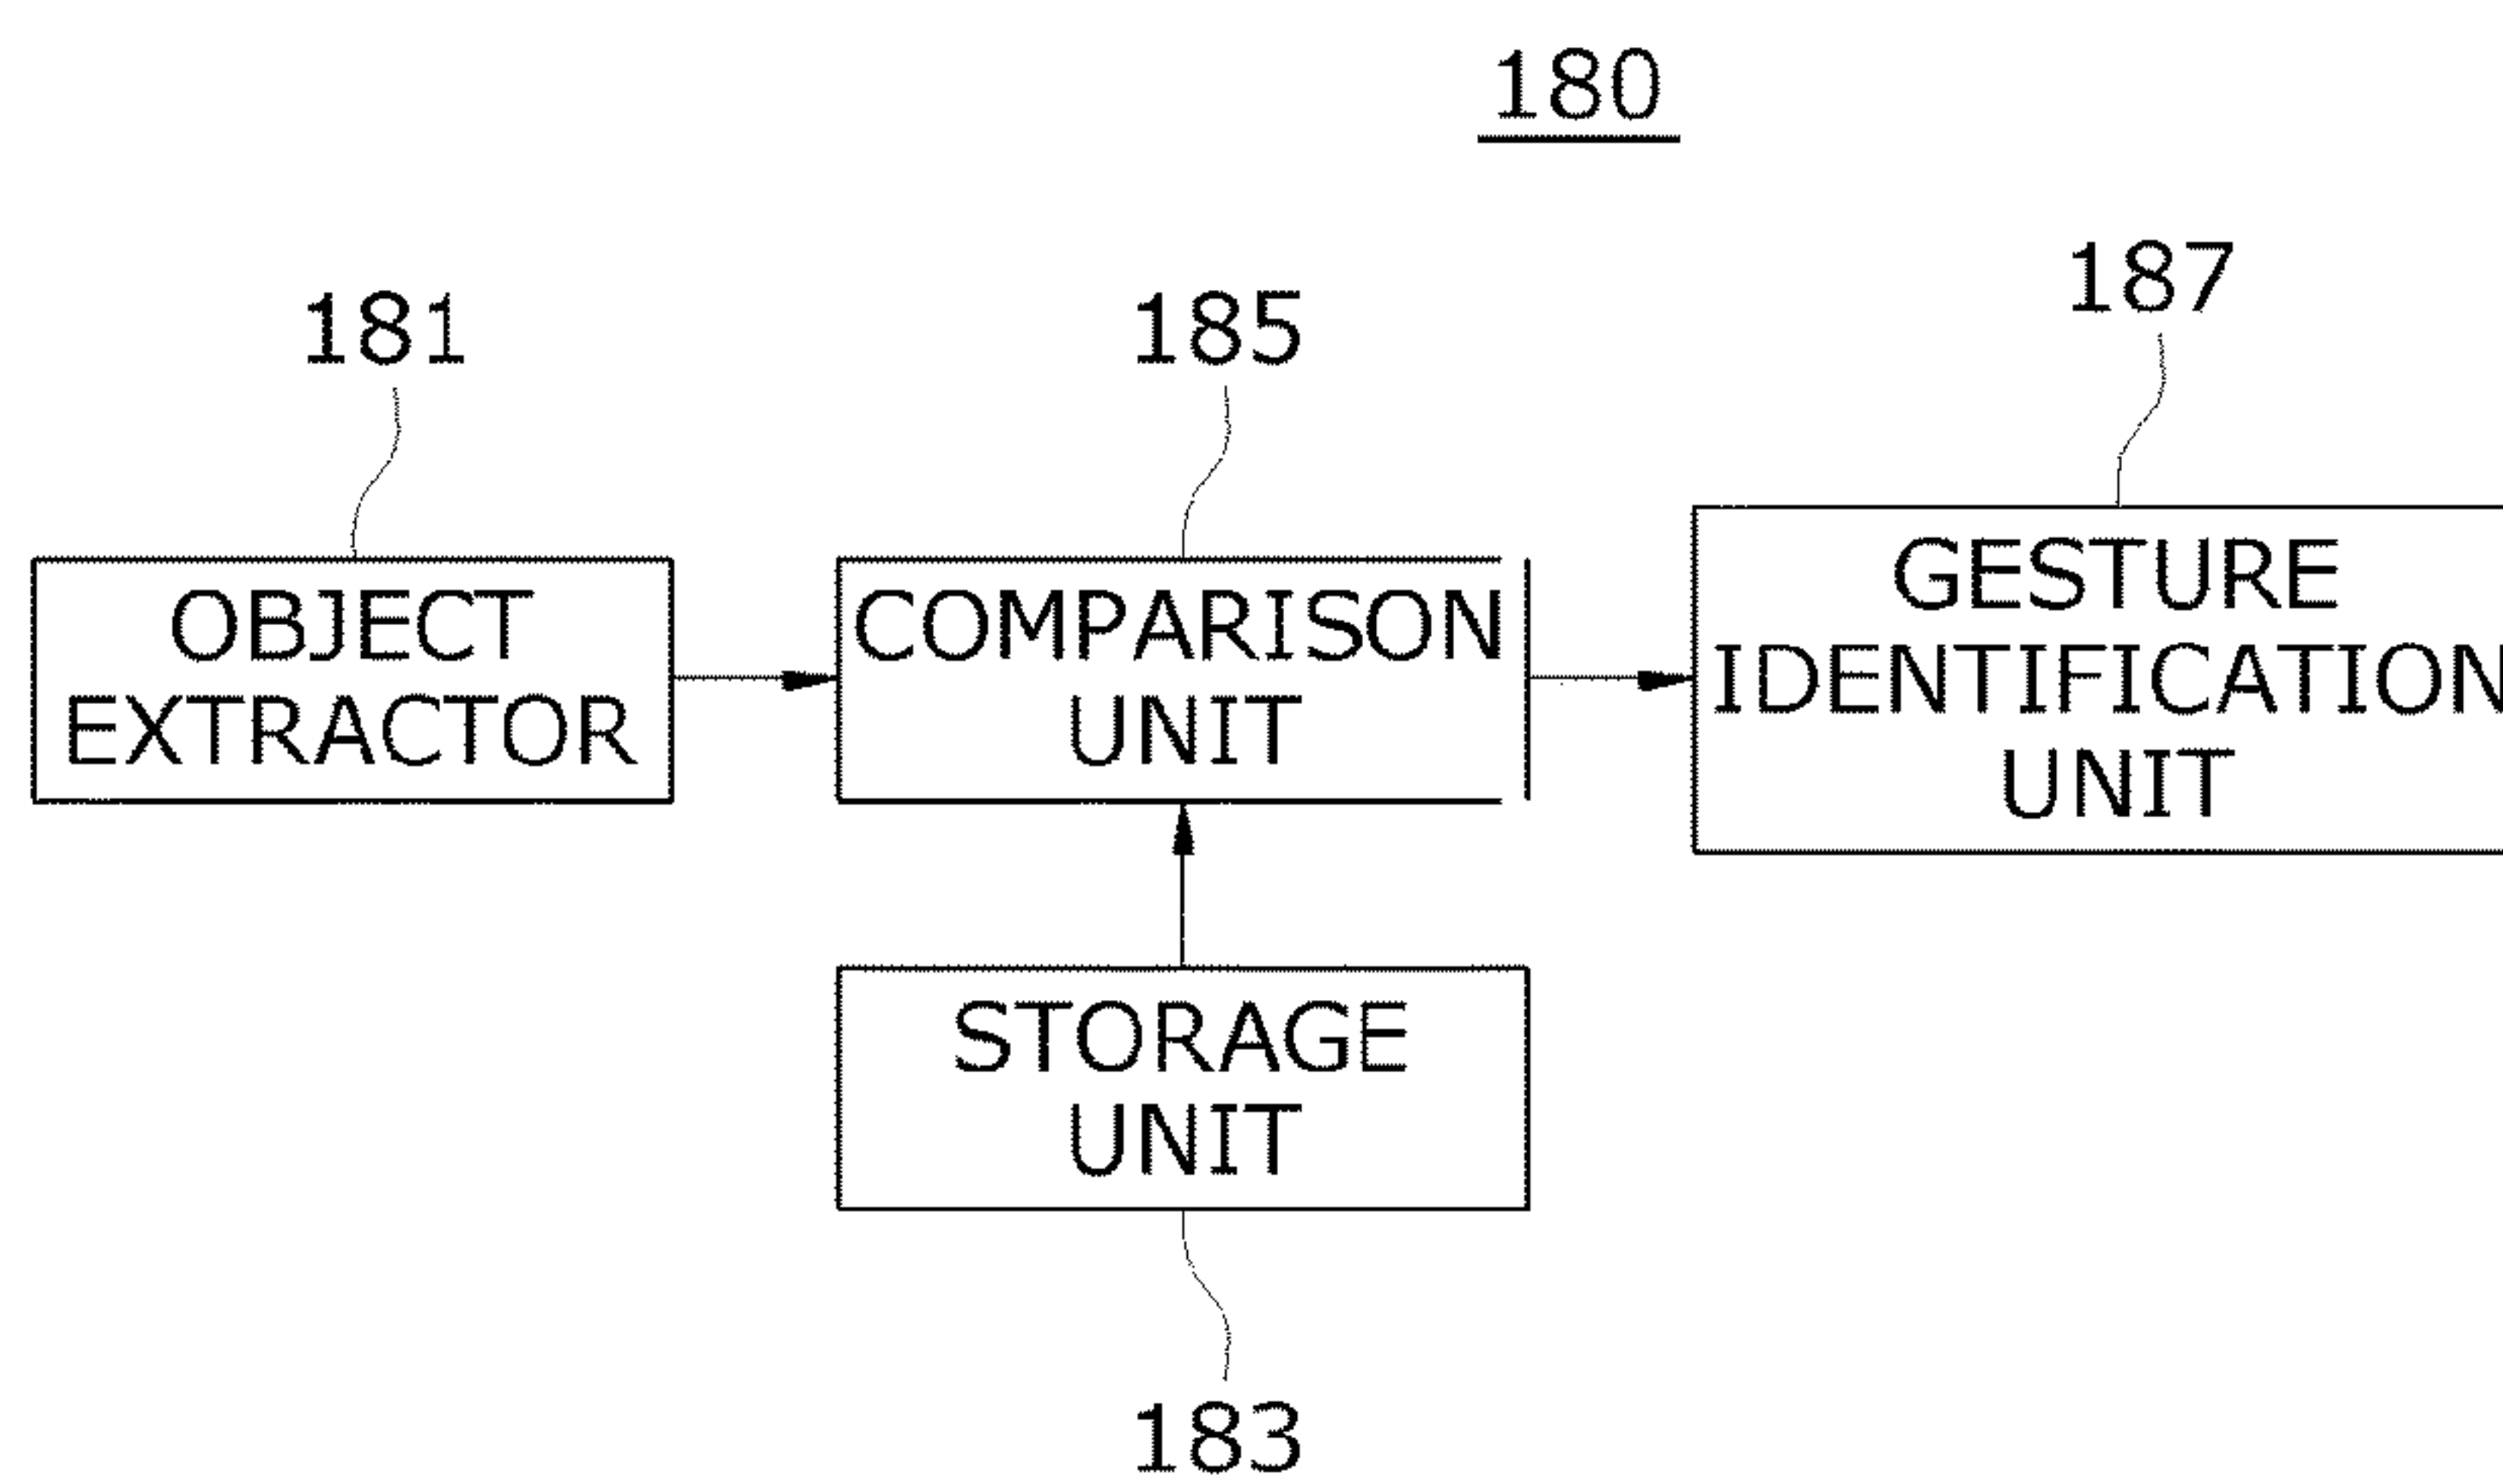 180
181
185
187
OBJECT
EXTRACTOR
COMPARISON
UNIT
GESTURE
IDENTIFICATION
UNIT
STORAGE
UNIT
183